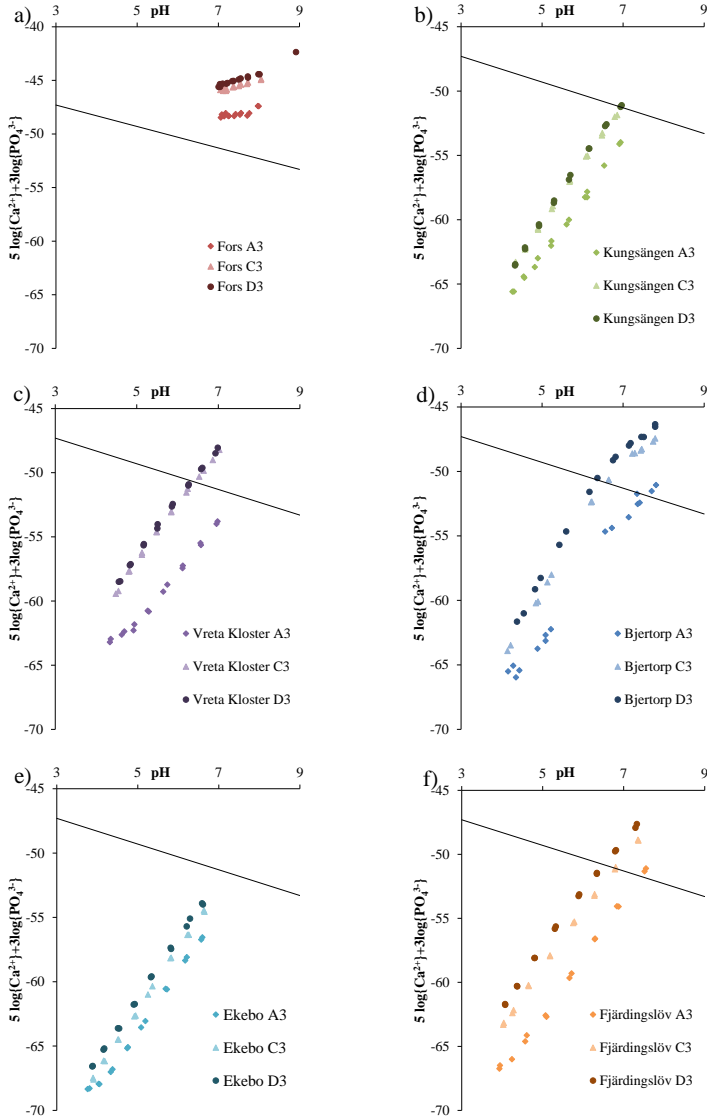 a)
3 5 7 9
pH
-40
-45
-50
-55
-60
-65
-70
5 log{Ca²⁺}+3log{PO₄³⁻}
Fors A3
Fors C3
Fors D3
b)
3 5 7 9
pH
-45
-50
-55
-60
-65
-70
5 log{Ca²⁺}+3log{PO₄³⁻}
Kungsängen A3
Kungsängen C3
Kungsängen D3
c)
3 5 7 9
pH
-45
-50
-55
-60
-65
-70
5 log{Ca²⁺}+3log{PO₄³⁻}
Vreta Kloster A3
Vreta Kloster C3
Vreta Kloster D3
d)
3 5 7 9
pH
-45
-50
-55
-60
-65
-70
5 log{Ca²⁺}+3log{PO₄³⁻}
Bjertorp A3
Bjertorp C3
Bjertorp D3
e)
3 5 7 9
pH
-45
-50
-55
-60
-65
-70
5 log{Ca²⁺}+3log{PO₄³⁻}
Ekebo A3
Ekebo C3
Ekebo D3
f)
3 5 7 9
pH
-45
-50
-55
-60
-65
-70
5 log{Ca²⁺}+3log{PO₄³⁻}
Fjärdingslöv A3
Fjärdingslöv C3
Fjärdingslöv D3